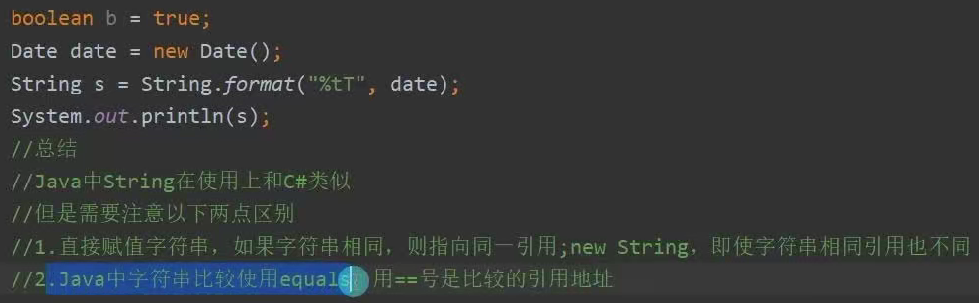 boolean b = true;
Date date = new Date();
String s = String.format("%tT", date);
System.out.println(s);
//总结
//Java中String在使用上和C#类似
//但是需要注意以下两点区别
//1.直接赋值字符串，如果字符串相同，则指向同一引用;new String，即使字符串相同引用也不同
//2.Java中字符串比较使用equals 用==号是比较的引用地址